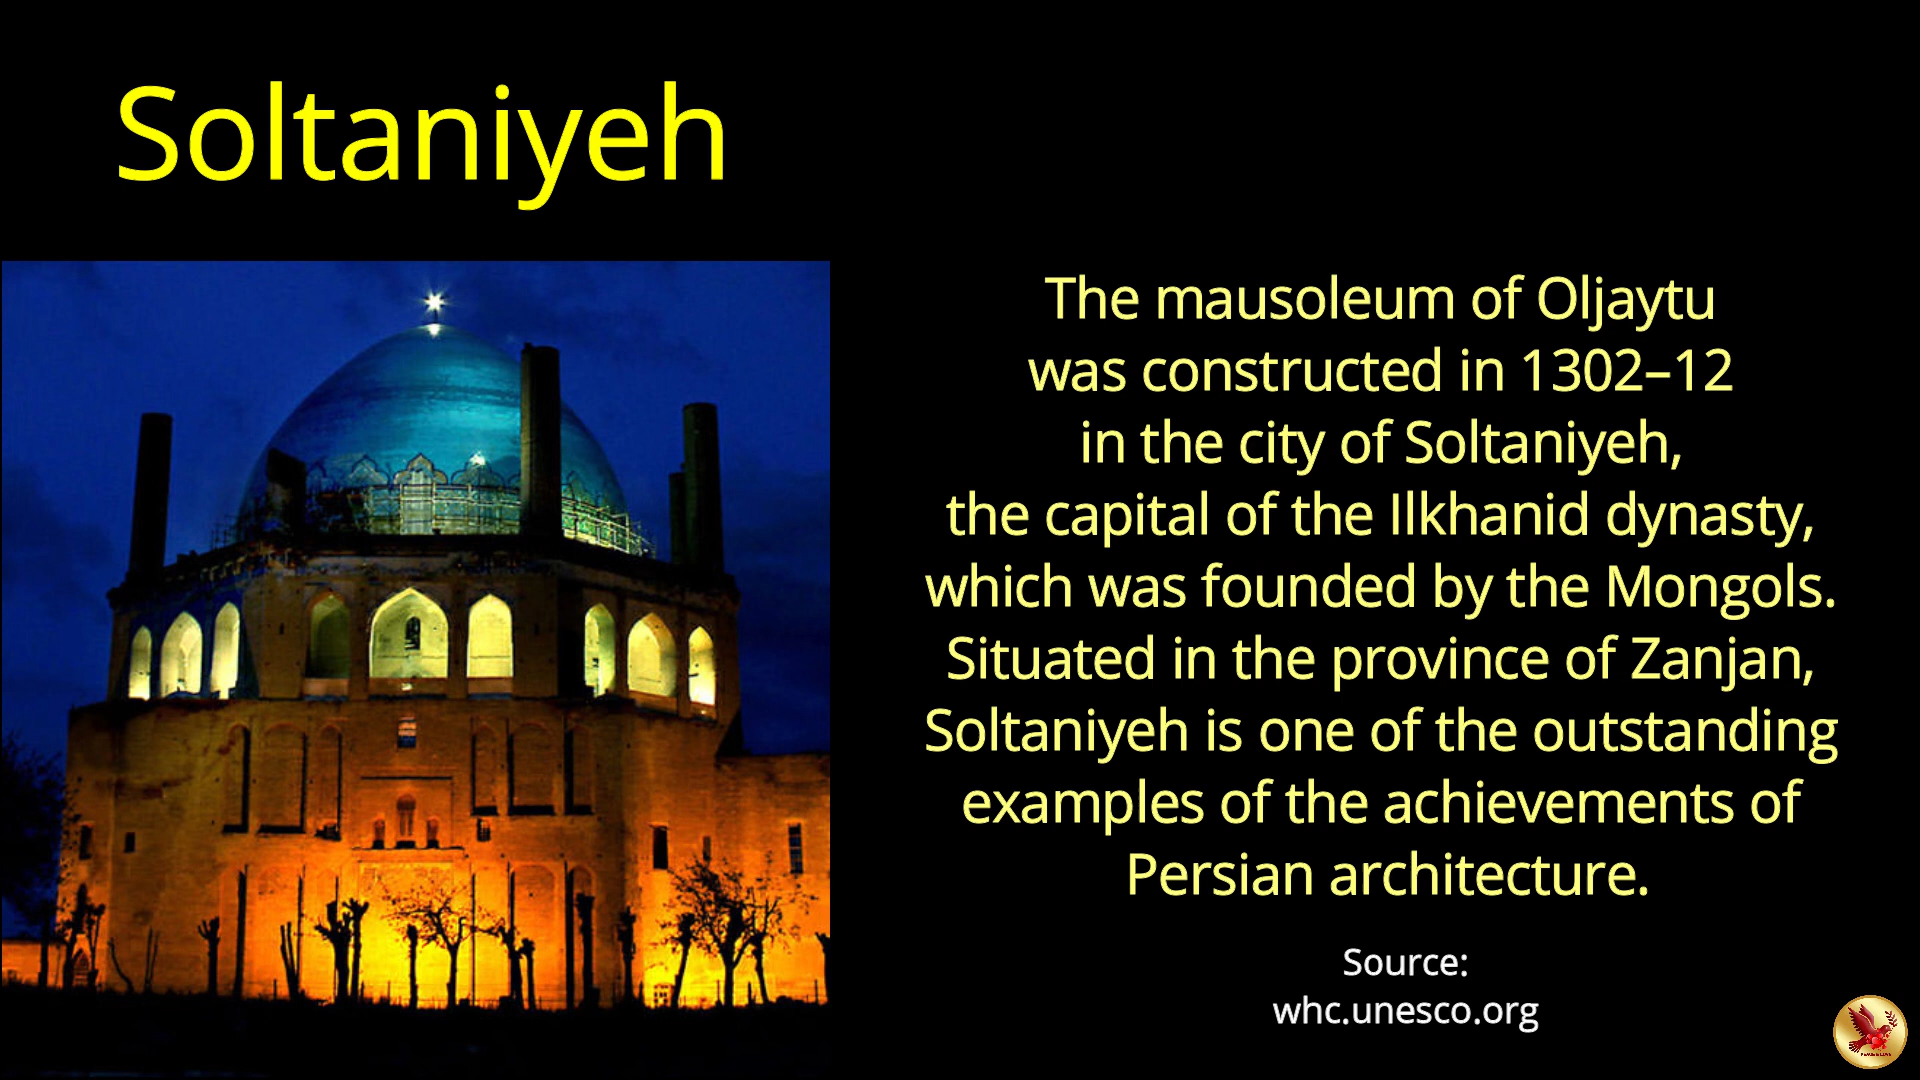 Soltaniyeh
The mausoleum of Oljaytu
was constructed in 1302–12
in the city of Soltaniyeh,
the capital of the Ilkhanid dynasty,
which was founded by the Mongols.
Situated in the province of Zanjan,
Soltaniyeh is one of the outstanding
examples of the achievements of
Persian architecture.
Source:
whc.unesco.org